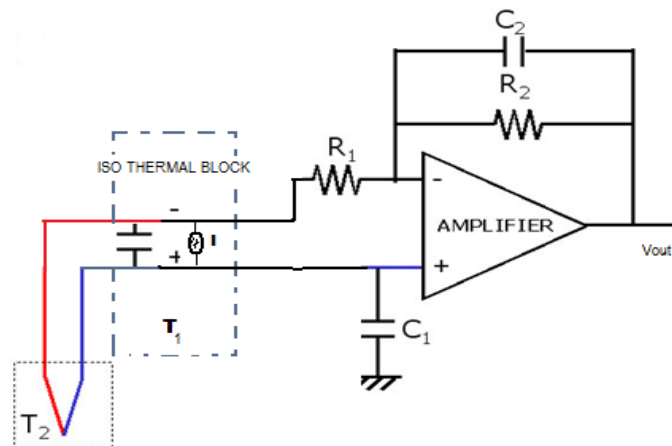 C2
R2
ISO THERMAL BLOCK
R1
-
-
I
AMPLIFIER
Vout
+
+
T1
C1
T2